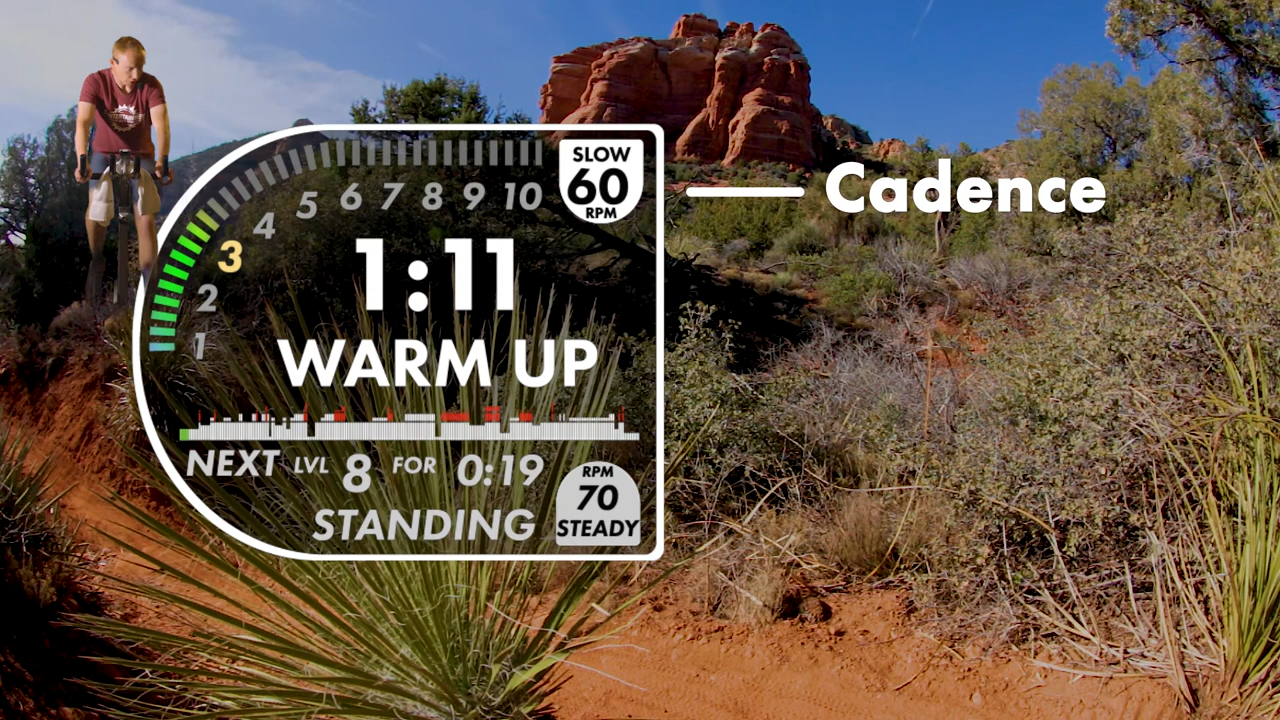 SLOW
60
RPM
Cadence
1 2 3 4 5 6 7 8 9 10
1:11
WARM UP
NEXT LVL 8 FOR 0:19
STANDING
RPM
70
STEADY